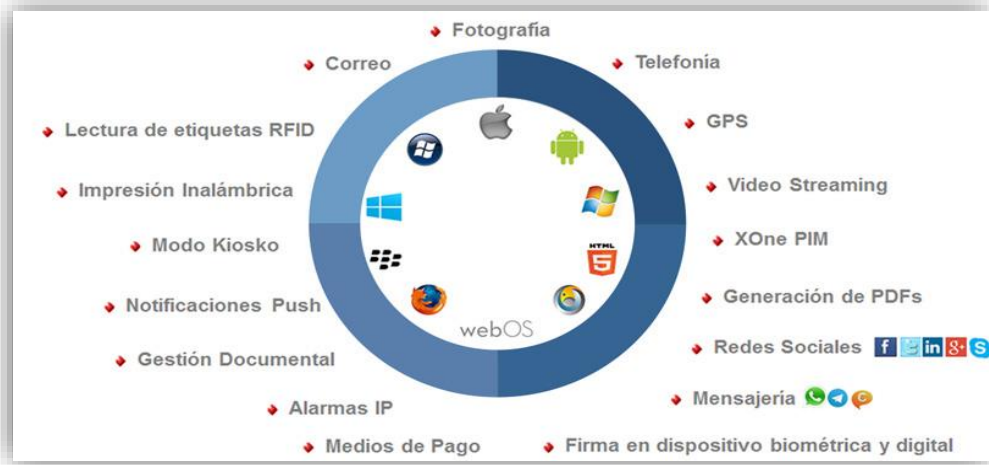 Fotografía
Correo
Telefonía
Lectura de etiquetas RFID
GPS
Impresión Inalámbrica
Video Streaming
Modo Kiosko
XOne PIM
HTML
5
Notificaciones Push
Generación de PDFs
webOS
Gestión Documental
Redes Sociales f in g+ S
Mensajería
Alarmas IP
Medios de Pago
Firma en dispositivo biométrica y digital